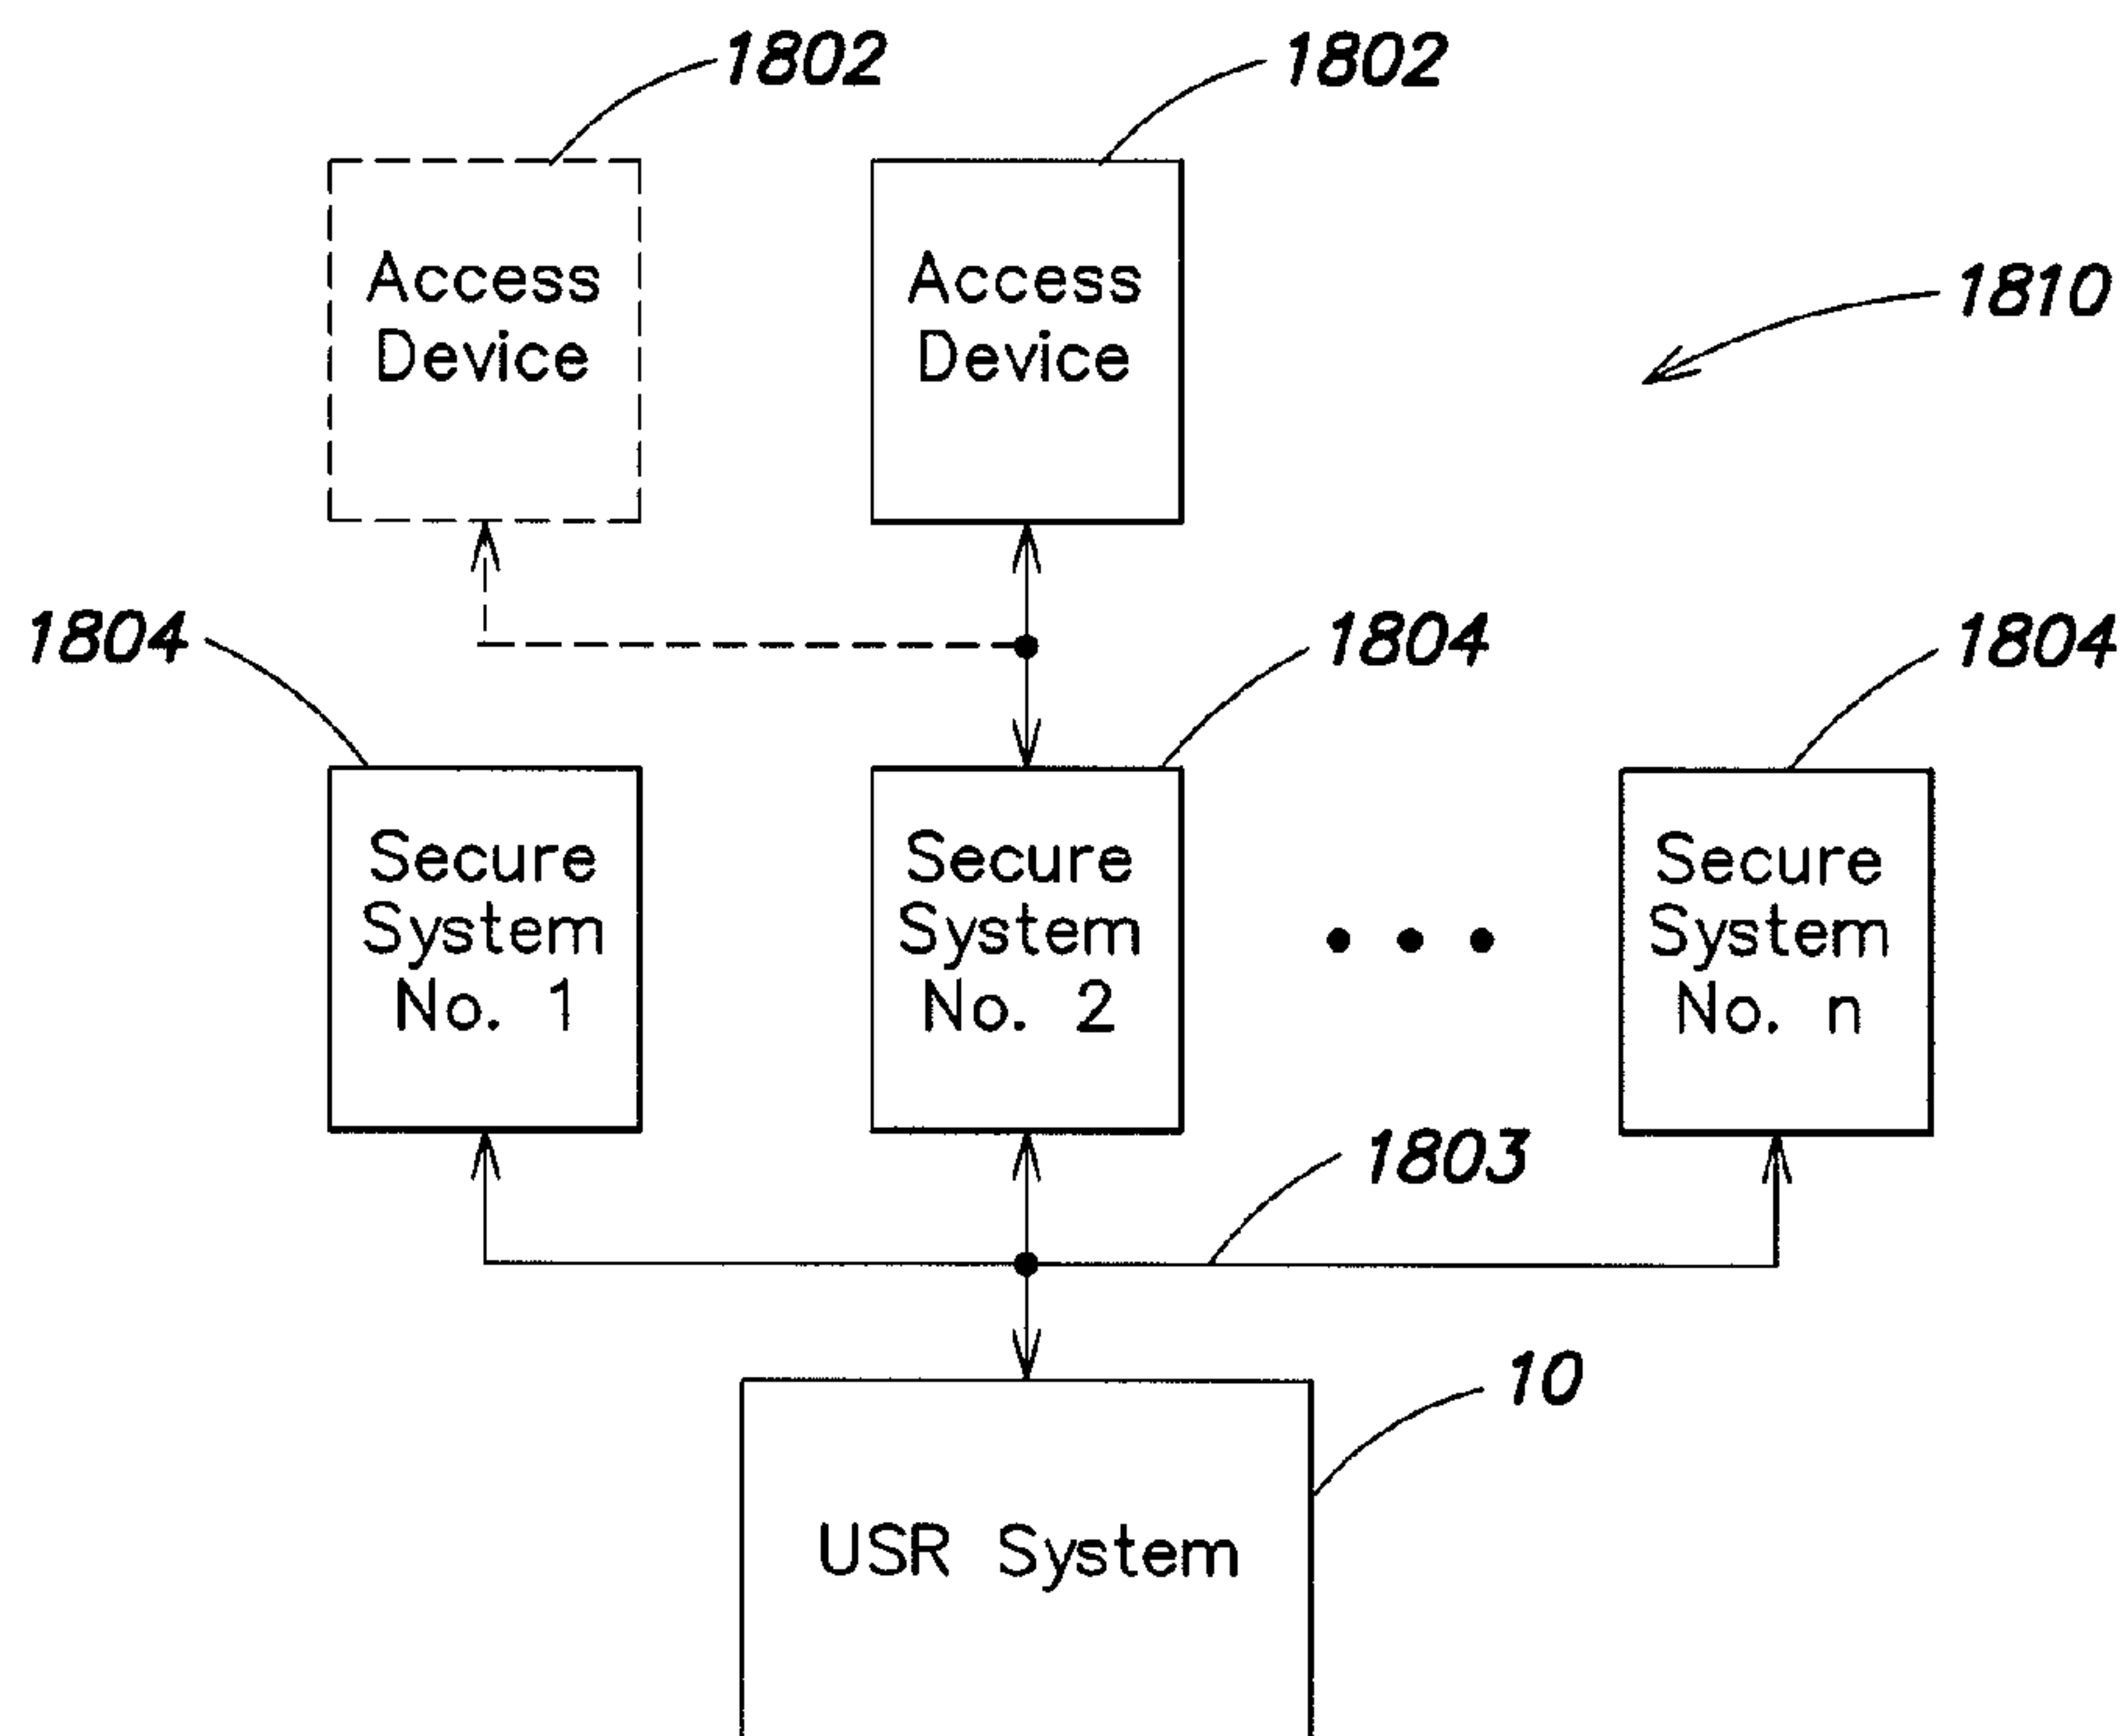 1802
1802
Access
Device
Access
Device
1810
1804
1804
1804
Secure
System
No. 1
Secure
System
No. 2
Secure
System
No. n
1803
10
USR System